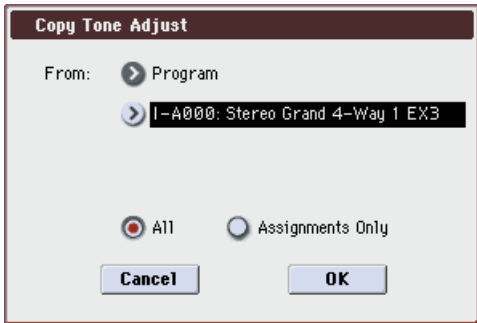 Copy Tone Adjust
From: Program
I-A000: Stereo Grand 4-Way 1 EX3
All Assignments Only
Cancel OK